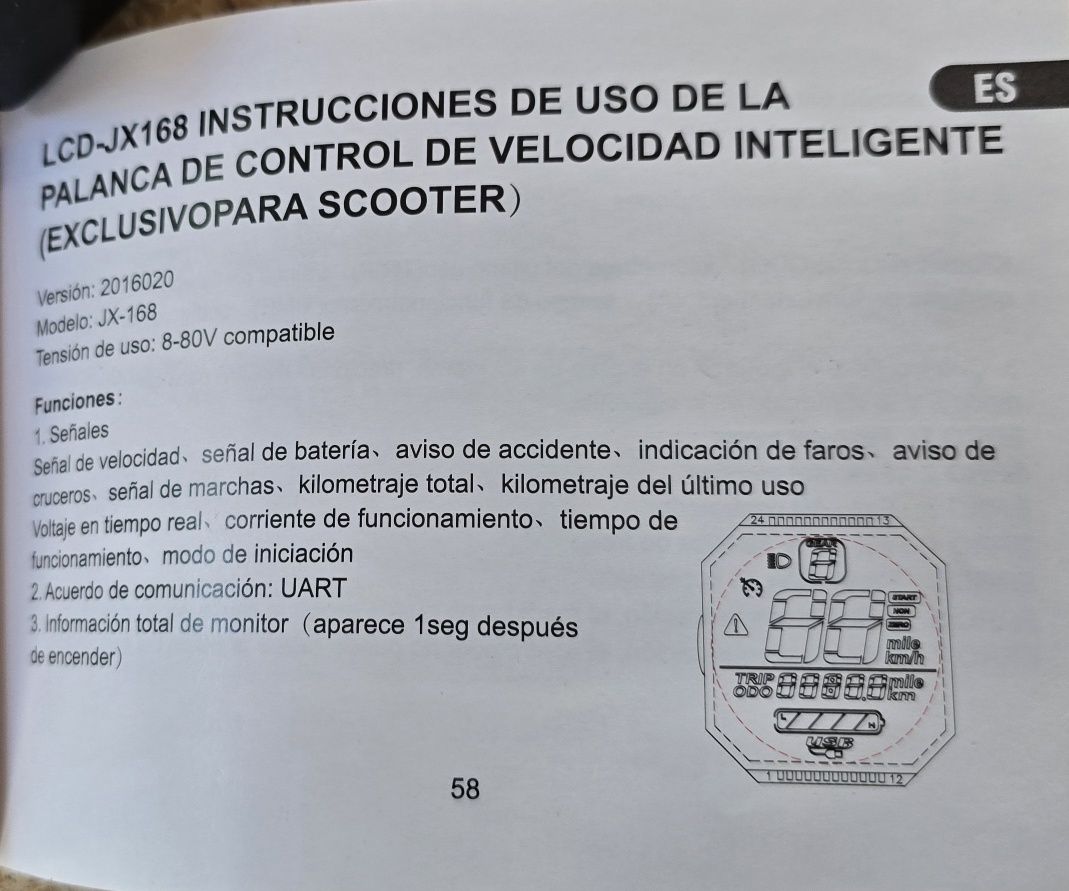 ES
LCD-JX168 INSTRUCCIONES DE USO DE LA
PALANCA DE CONTROL DE VELOCIDAD INTELIGENTE
(EXCLUSIVOPARA SCOOTER）
Versión: 2016020
Modelo: JX-168
Tensión de uso: 8-80V compatible
Funciones：
1. Señales
Señal de velocidad、señal de batería、aviso de accidente、indicación de faros、aviso de
cruceros、señal de marchas、kilometraje total、kilometraje del último uso
Voltaje en tiempo real、corriente de funcionamiento、tiempo de
funcionamiento、modo de iniciación
2. Acuerdo de comunicación: UART
3. Información total de monitor（aparece 1seg después
de encender）
24 13
GEAR
8
START
NON
ZERO
88
mile
km/h
TRIP
ODO
8888.8
mile
km
L H
USB
1 12
58